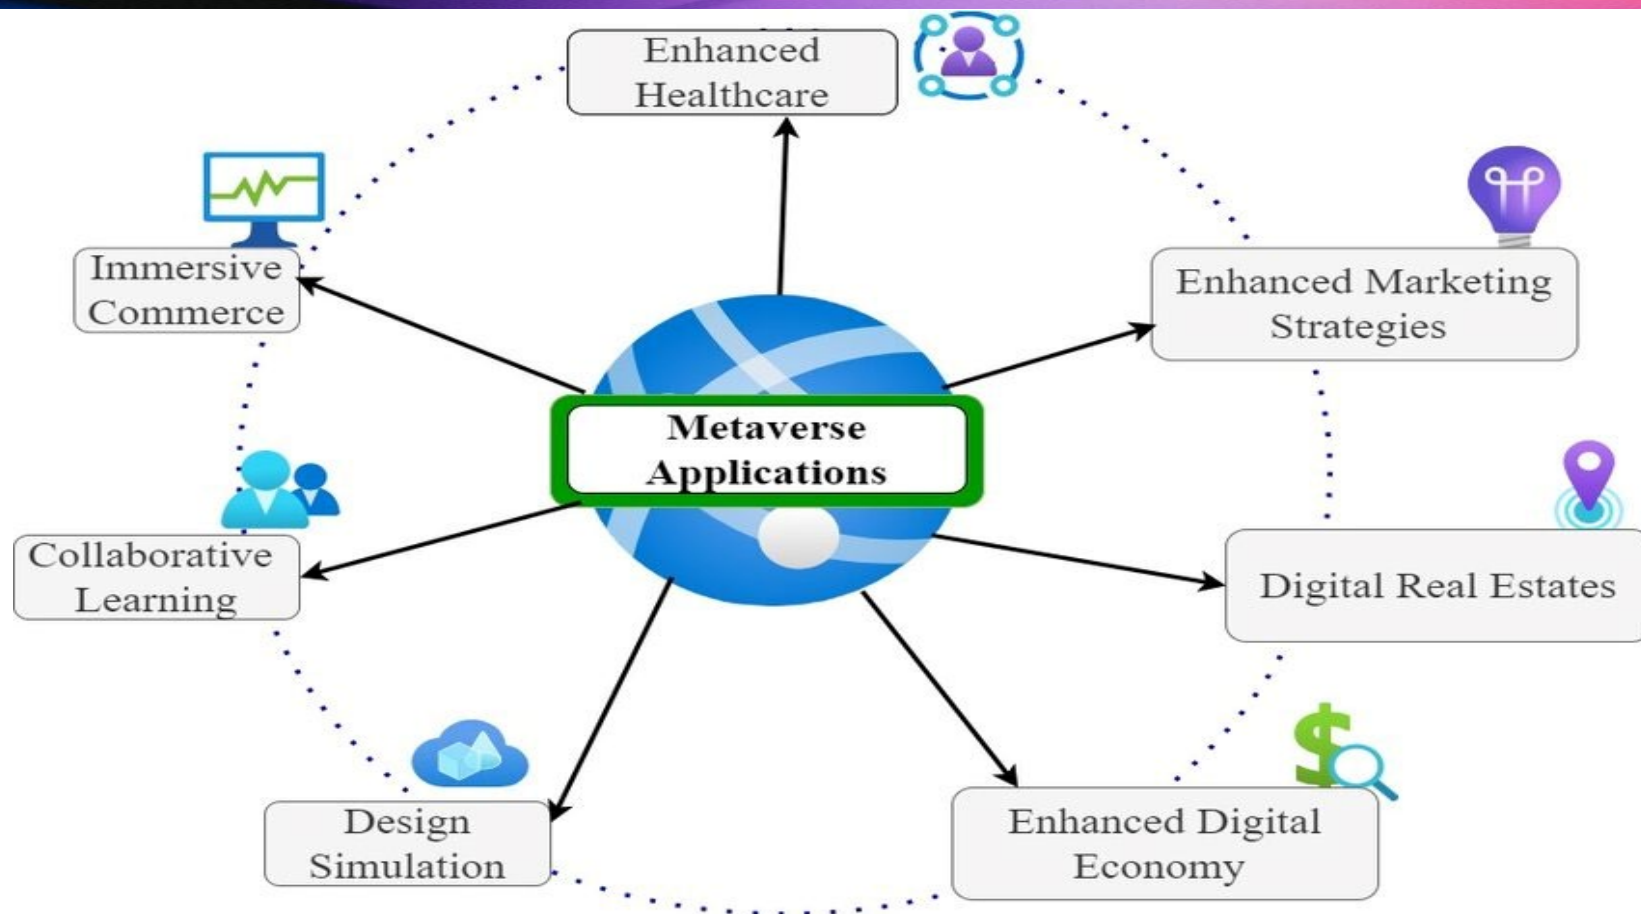 Enhanced
Healthcare
Immersive
Commerce
Enhanced Marketing
Strategies
Metaverse
Applications
Collaborative
Learning
Digital Real Estates
Design
Simulation
Enhanced Digital
Economy